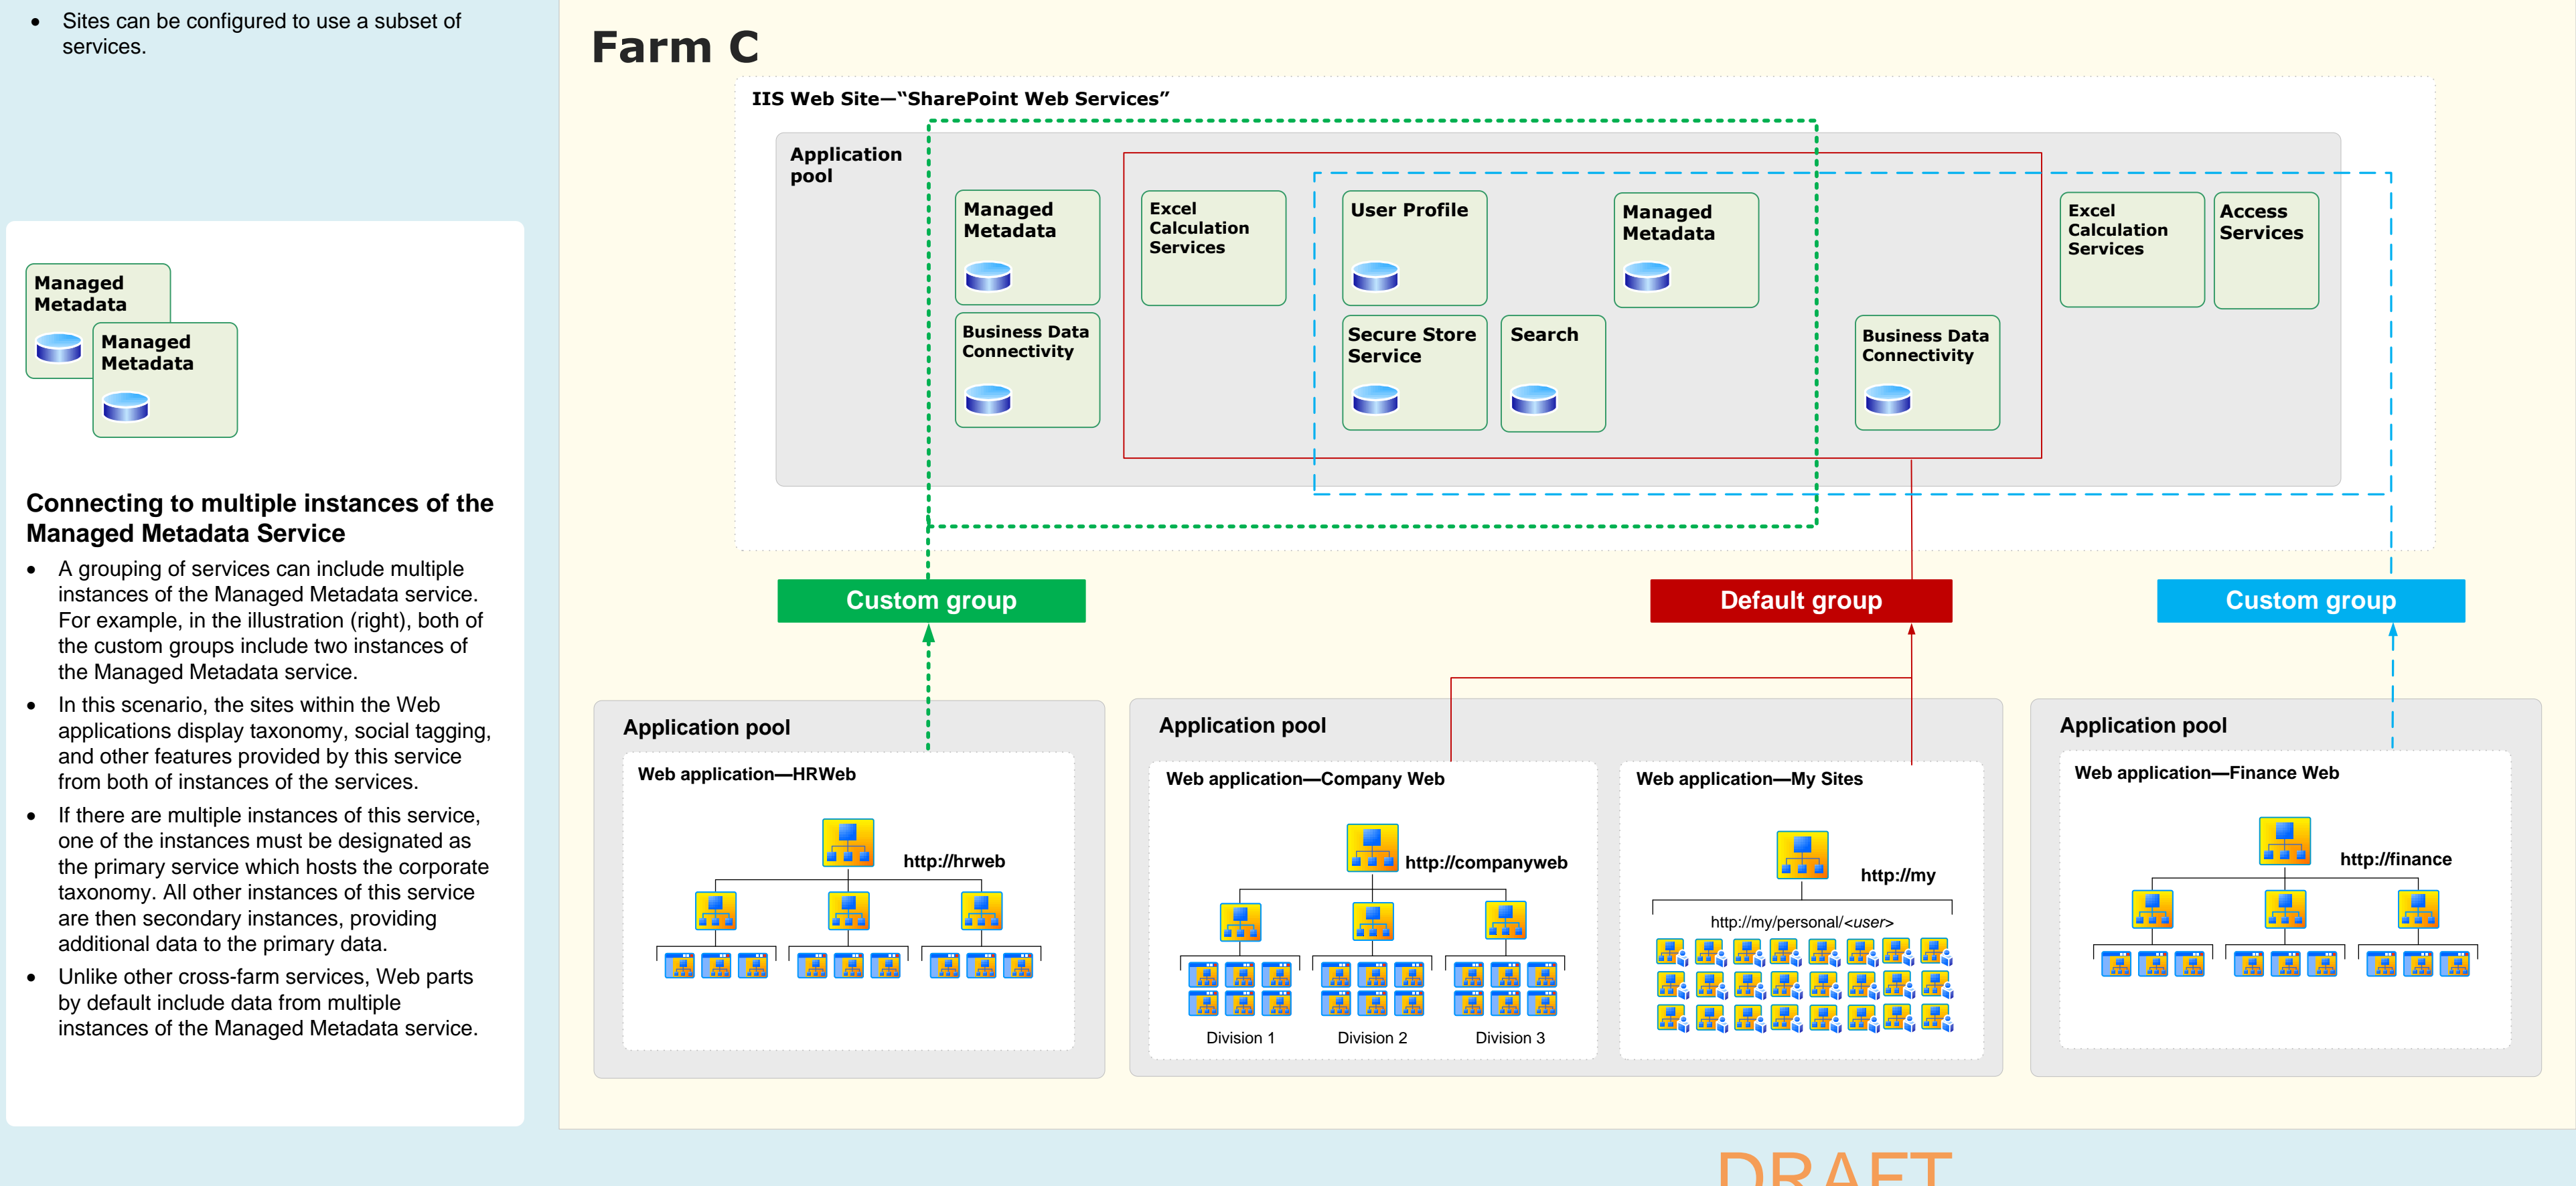 • Sites can be configured to use a subset of
services.
Managed
Metadata
Managed
Metadata
Connecting to multiple instances of the
Managed Metadata Service
• A grouping of services can include multiple
instances of the Managed Metadata service.
For example, in the illustration (right), both of
the custom groups include two instances of
the Managed Metadata service.
• In this scenario, the sites within the Web
applications display taxonomy, social tagging,
and other features provided by this service
from both of instances of the services.
• If there are multiple instances of this service,
one of the instances must be designated as
the primary service which hosts the corporate
taxonomy. All other instances of this service
are then secondary instances, providing
additional data to the primary data.
• Unlike other cross-farm services, Web parts
by default include data from multiple
instances of the Managed Metadata service.
Farm C
IIS Web Site—“SharePoint Web Services”
Application
pool
Managed
Metadata
Excel
Calculation
Services
User Profile
Managed
Metadata
Excel
Calculation
Services
Access
Services
Business Data
Connectivity
Secure Store
Service
Search
Business Data
Connectivity
Custom group
Default group
Custom group
Application pool
Web application—HRWeb
http://hrweb
Application pool
Web application—Company Web
http://companyweb
Division 1
Division 2
Division 3
Web application—My Sites
http://my
http://my/personal/<user>
Application pool
Web application—Finance Web
http://finance
DRAFT